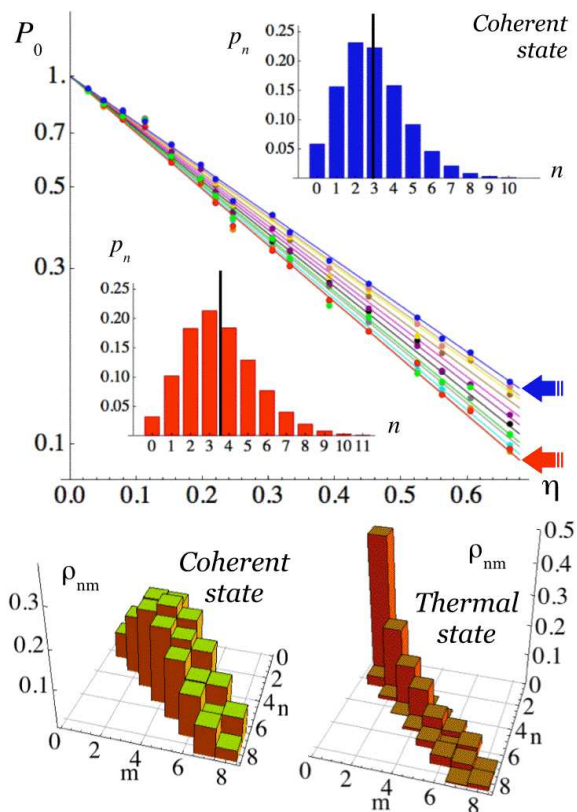 P₀
pₙ
Coherent
state
0.25
0.20
0.15
0.10
0.05
0 1 2 3 4 5 6 7 8 9 10
n
1.
0.7
0.5
0.3
0.1
pₙ
0.25
0.20
0.15
0.10
0.05
0 1 2 3 4 5 6 7 8 9 10 11
n
0.0 0.1 0.2 0.3 0.4 0.5 0.6
η
ρnm
Coherent
state
0.3
0.2
0.1
0 2 4 6 8
m
0
2
4
6
8
n
ρnm
Thermal
state
0.5
0.4
0.3
0.2
0.1
0
0 2 4 6 8
m
2
4
6
8
n